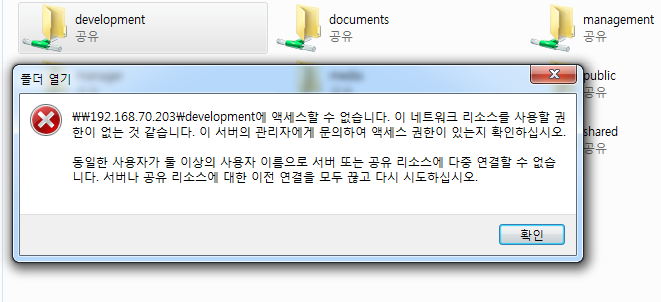 development
공유
documents
공유
management
공유
폴더 열기
public
공유
shared
공유
₩₩192.168.70.203₩development에 액세스할 수 없습니다. 이 네트워크 리소스를 사용할 권
한이 없는 것 같습니다. 이 서버의 관리자에게 문의하여 액세스 권한이 있는지 확인하십시오.
동일한 사용자가 둘 이상의 사용자 이름으로 서버 또는 공유 리소스에 다중 연결할 수 없습니
다. 서버나 공유 리소스에 대한 이전 연결을 모두 끊고 다시 시도하십시오.
확인